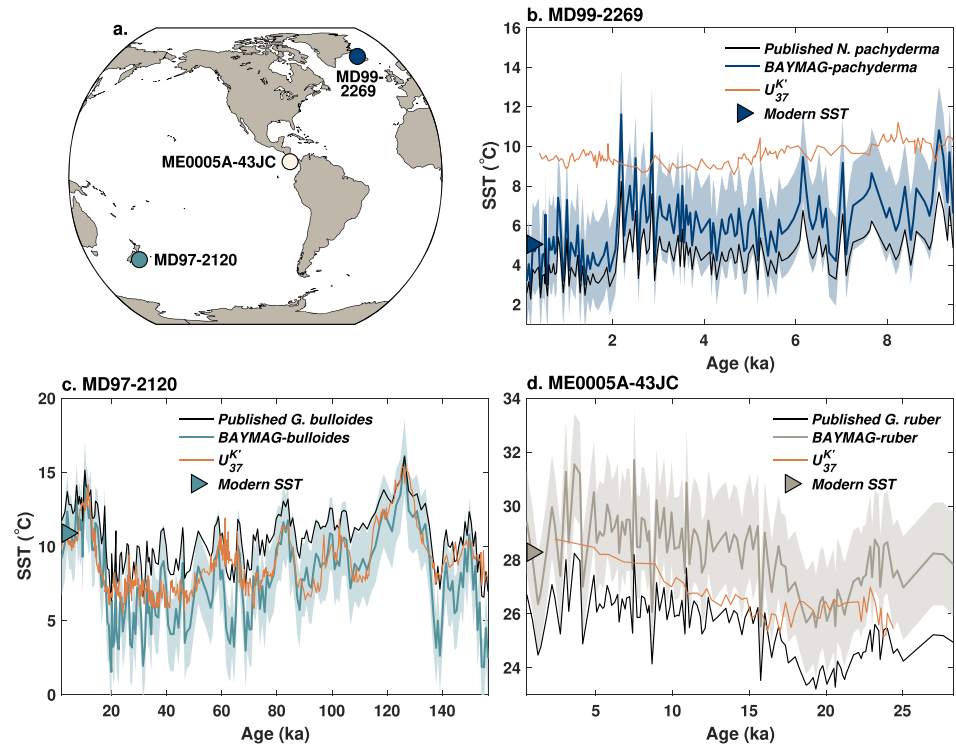 a.
MD99-
2269
ME0005A-43JC
MD97-2120
b. MD99-2269
16
14
12
10
8
6
4
2
SST (°C)
Published N. pachyderma
BAYMAG-pachyderma
U37K'
Modern SST
2 4 6 8
Age (ka)
c. MD97-2120
20
15
10
5
0
SST (°C)
Published G. bulloides
BAYMAG-bulloides
U37K'
Modern SST
20 40 60 80 100 120 140
Age (ka)
d. ME0005A-43JC
34
32
30
28
26
24
Published G. ruber
BAYMAG-ruber
U37K'
Modern SST
5 10 15 20 25
Age (ka)